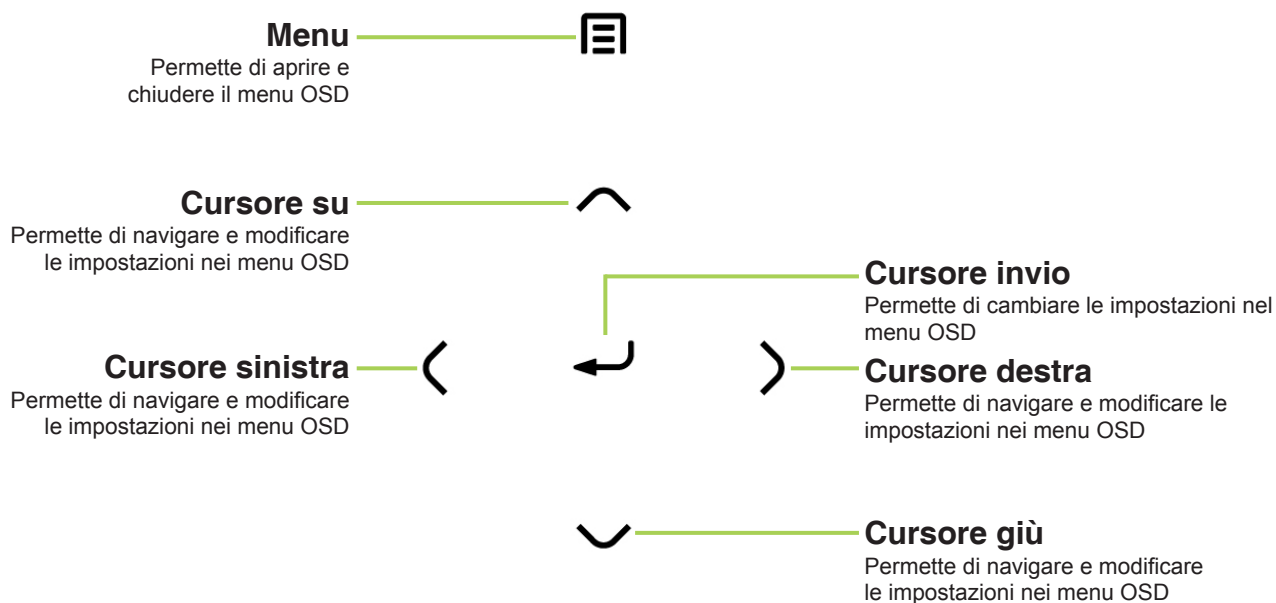 Menu
Permette di aprire e
chiudere il menu OSD
Cursore su
Permette di navigare e modificare
le impostazioni nei menu OSD
Cursore invio
Permette di cambiare le impostazioni nel
menu OSD
Cursore sinistra
Permette di navigare e modificare
le impostazioni nei menu OSD
Cursore destra
Permette di navigare e modificare le
impostazioni nei menu OSD
Cursore giù
Permette di navigare e modificare
le impostazioni nei menu OSD